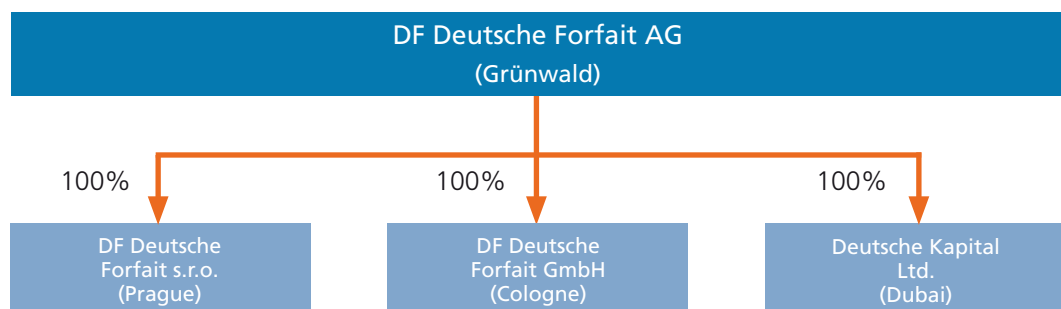 DF Deutsche Forfait AG
(Grünwald)
100%
100%
100%
DF Deutsche
Forfait s.r.o.
(Prague)
DF Deutsche
Forfait GmbH
(Cologne)
Deutsche Kapital
Ltd.
(Dubai)